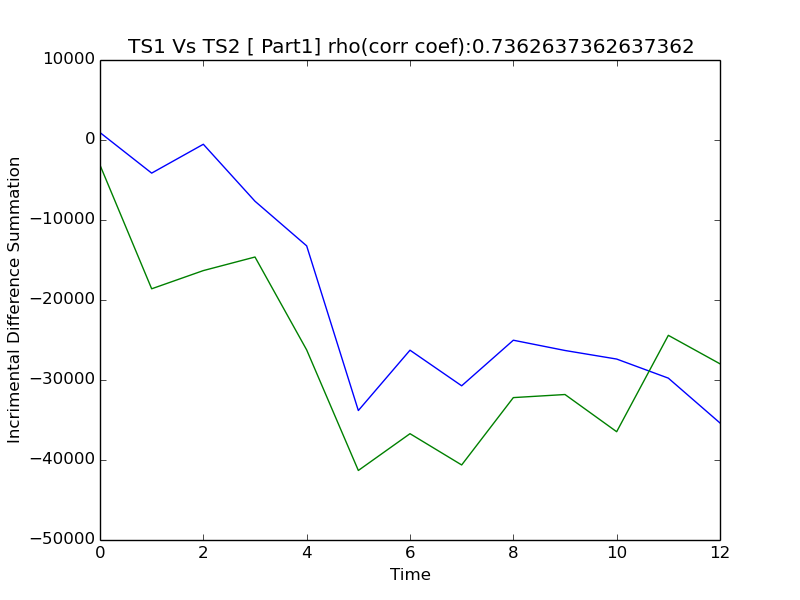 TS1 Vs TS2 [ Part1] rho(corr coef):0.7362637362637362
10000
0
−10000
−20000
−30000
−40000
−50000
Incrimental Difference Summation
0 2 4 6 8 10 12
Time